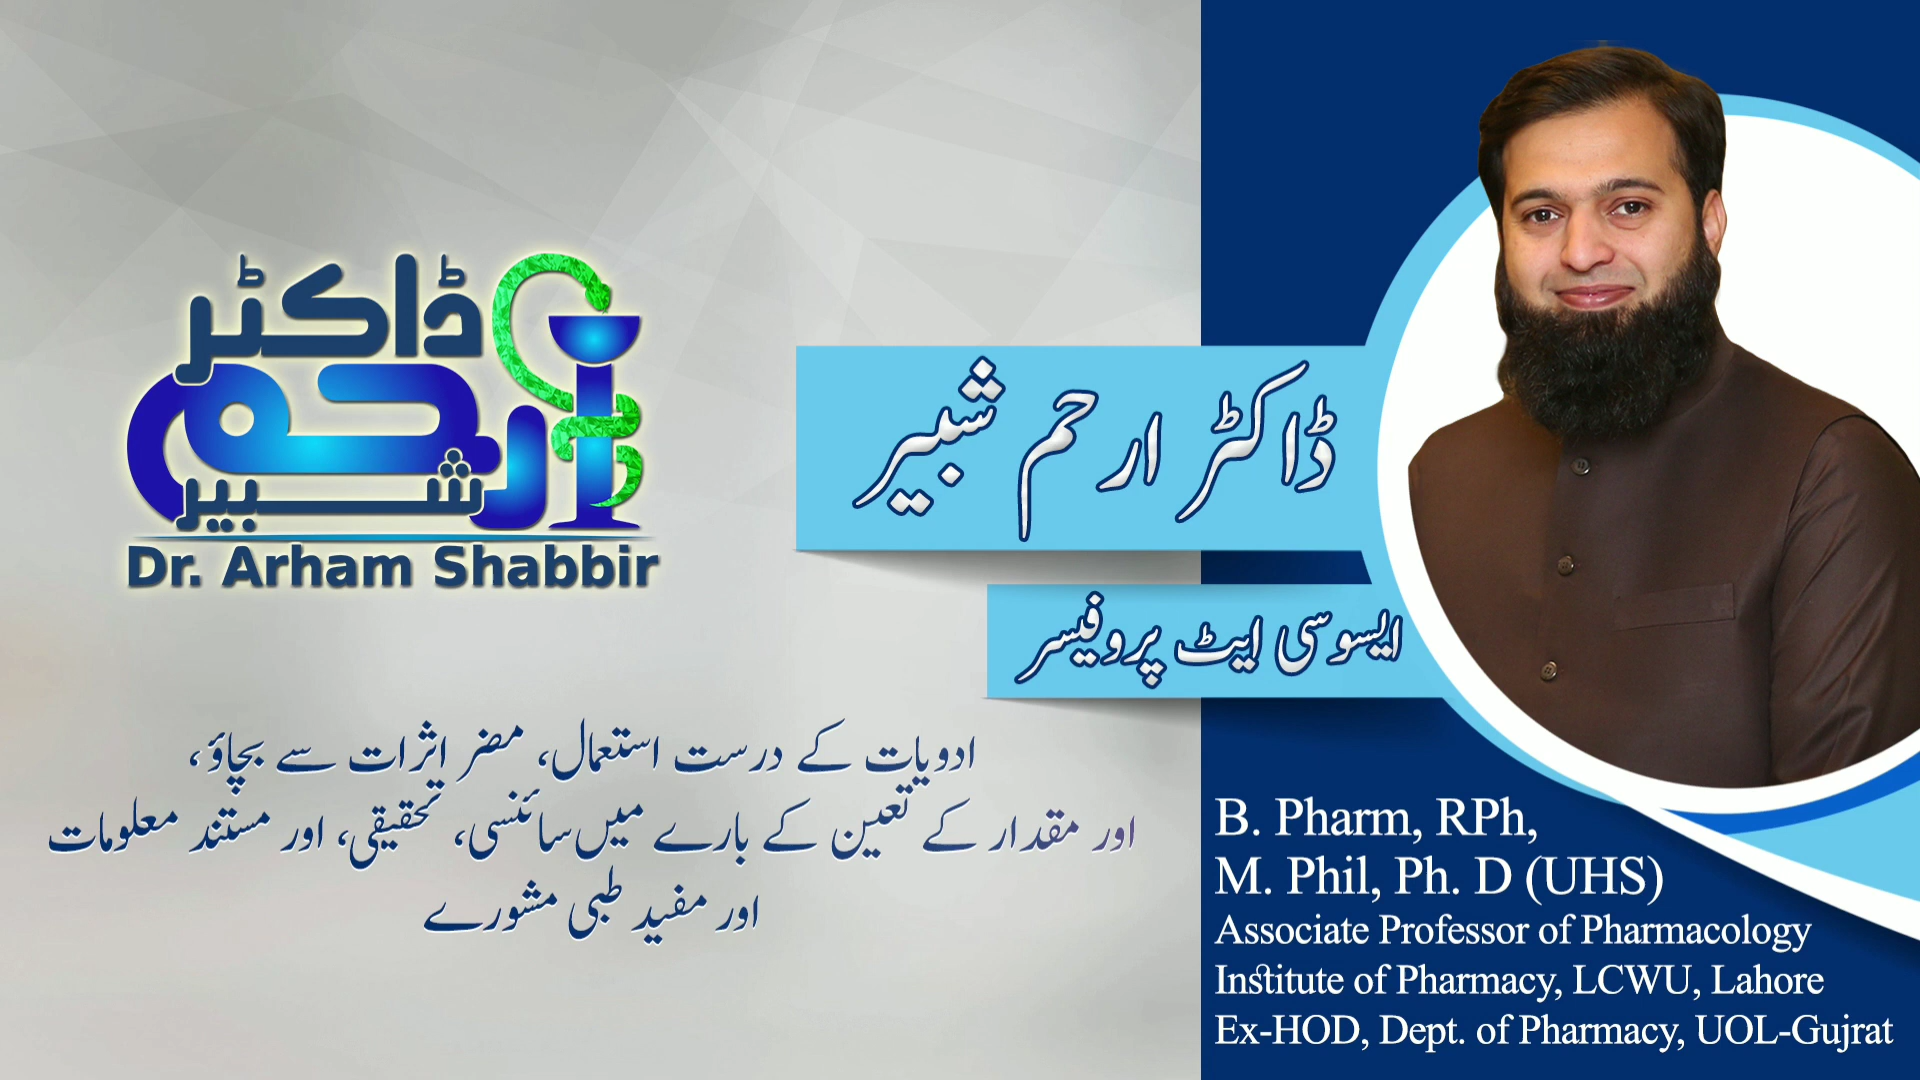 ڈاکٹر
ارحم
شبیر
Dr. Arham Shabbir
ڈاکٹر ارحم شبیر
ایسوسی ایٹ پروفیسر
ادویات کے درست استعمال، مضر اثرات سے بچاؤ،
اور مقدار کے تعین کے بارے میں سائنسی، تحقیقی، اور مستند معلومات
اور مفید طبی مشورے
B. Pharm, RPh,
M. Phil, Ph. D (UHS)
Associate Professor of Pharmacology
Institute of Pharmacy, LCWU, Lahore
Ex-HOD, Dept. of Pharmacy, UOL-Gujrat